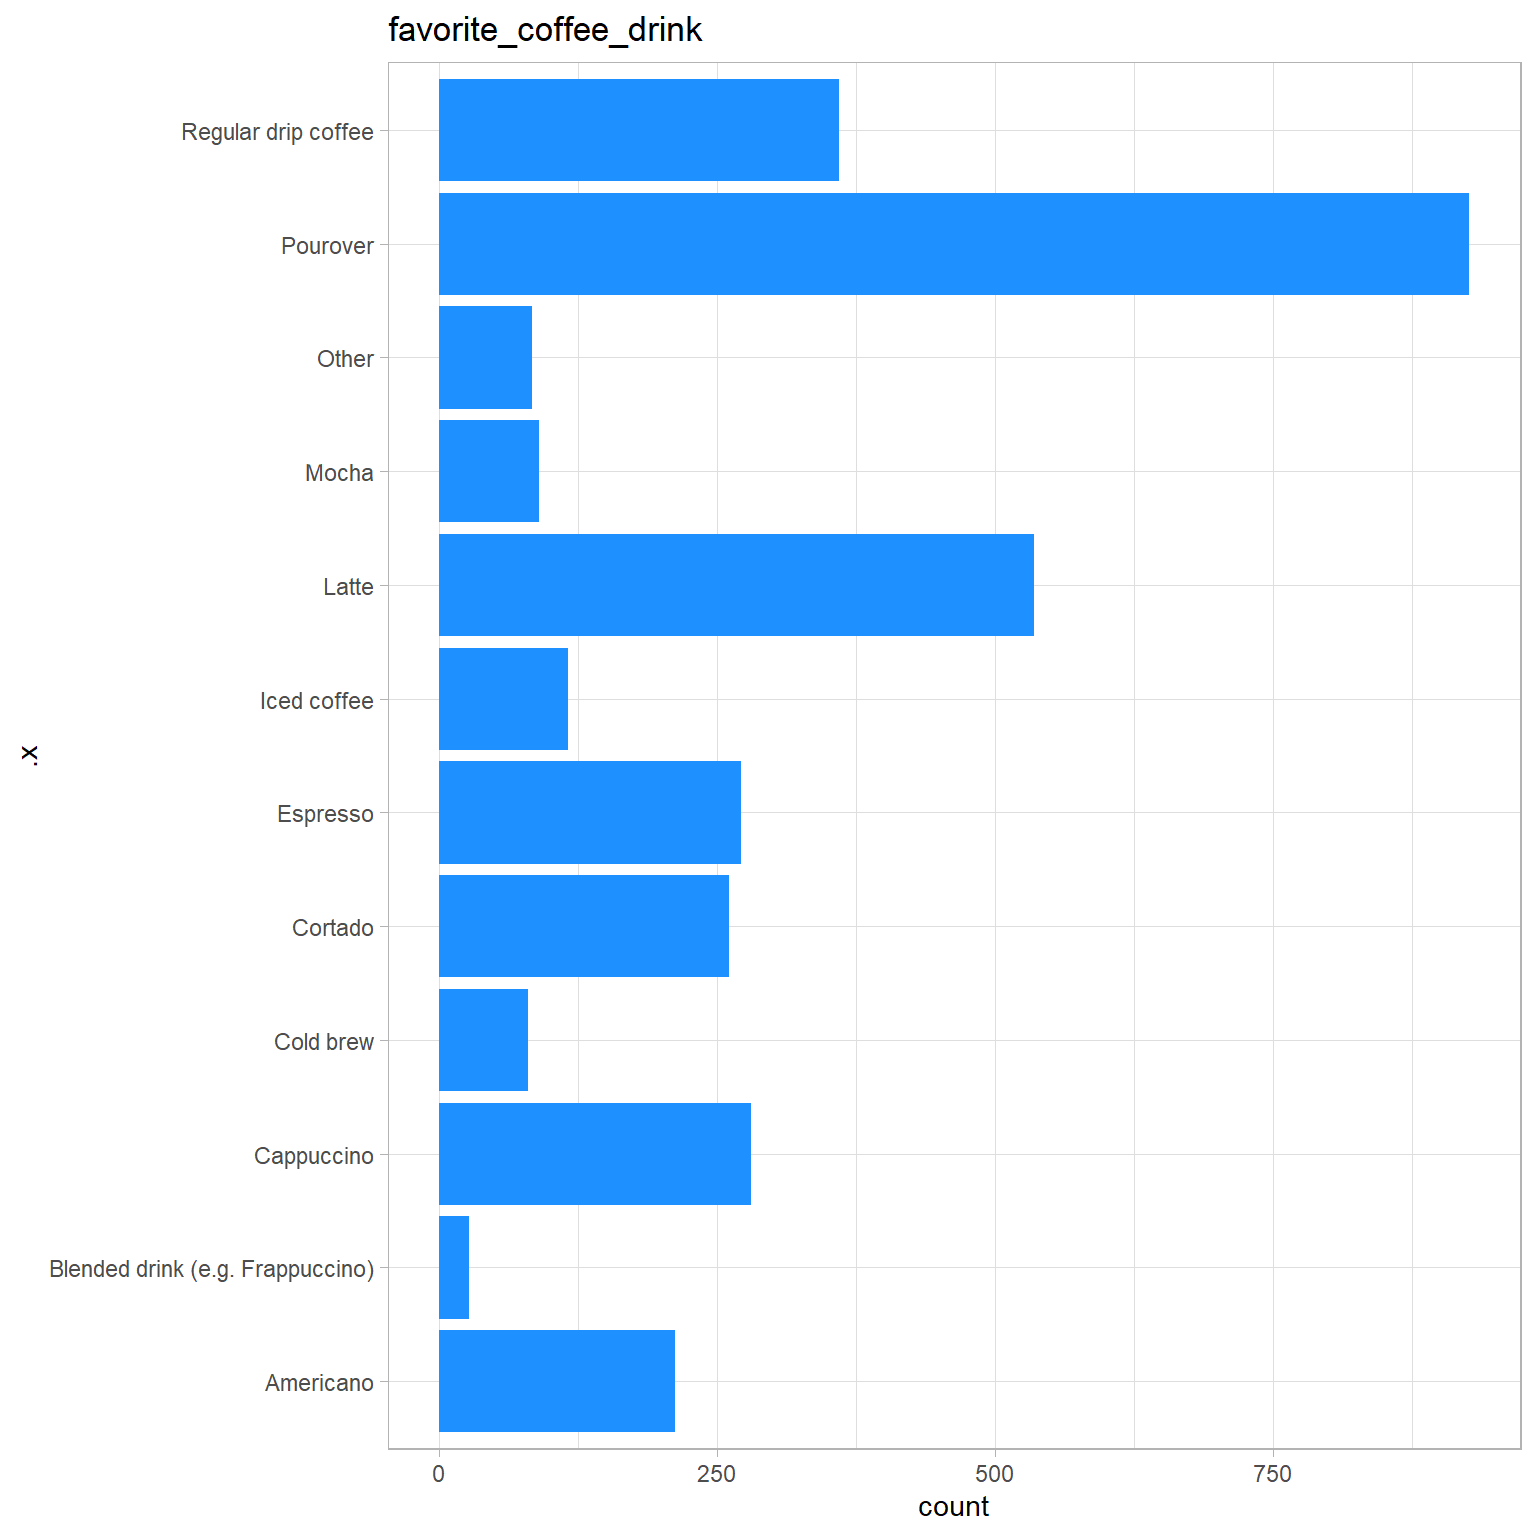 favorite_coffee_drink
Regular drip coffee
Pourover
Other
Mocha
Latte
Iced coffee
Espresso
Cortado
Cold brew
Cappuccino
Blended drink (e.g. Frappuccino)
Americano
.x
0 250 500 750
count